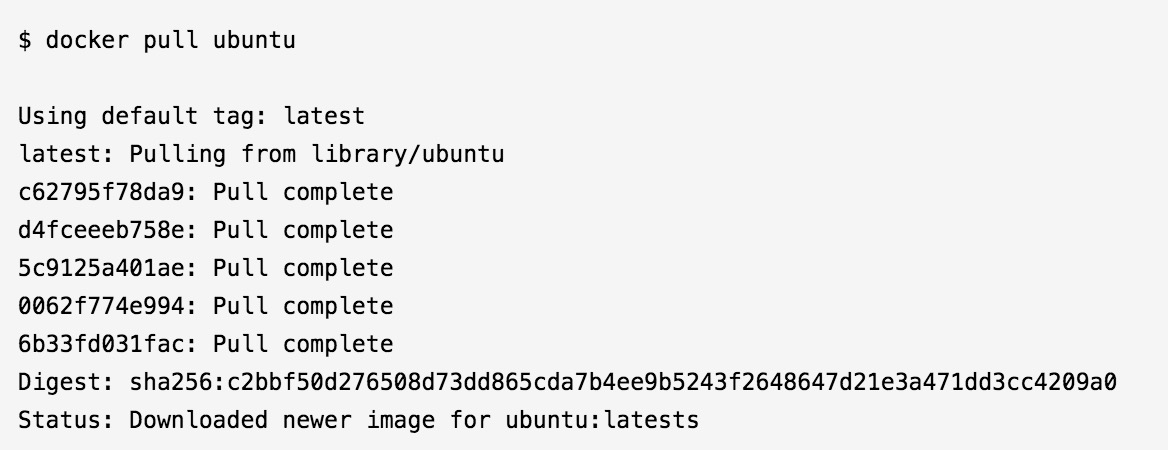 $ docker pull ubuntu
Using default tag: latest
latest: Pulling from library/ubuntu
c62795f78da9: Pull complete
d4fceeeb758e: Pull complete
5c9125a401ae: Pull complete
0062f774e994: Pull complete
6b33fd031fac: Pull complete
Digest: sha256:c2bbf50d276508d73dd865cda7b4ee9b5243f2648647d21e3a471dd3cc4209a0
Status: Downloaded newer image for ubuntu:latests